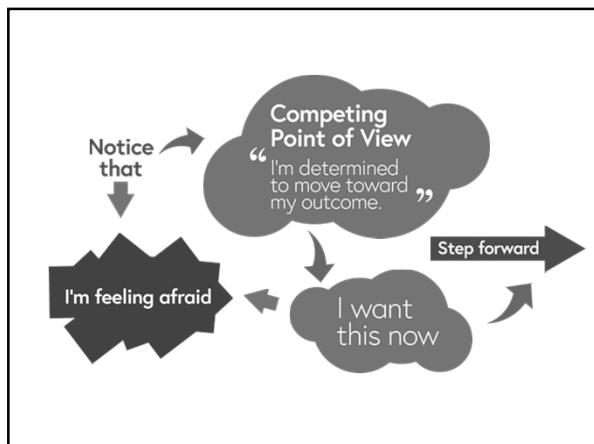 Notice
that
Competing
Point of View
“ I'm determined
to move toward
my outcome. ”
Step forward
I'm feeling afraid
I want
this now